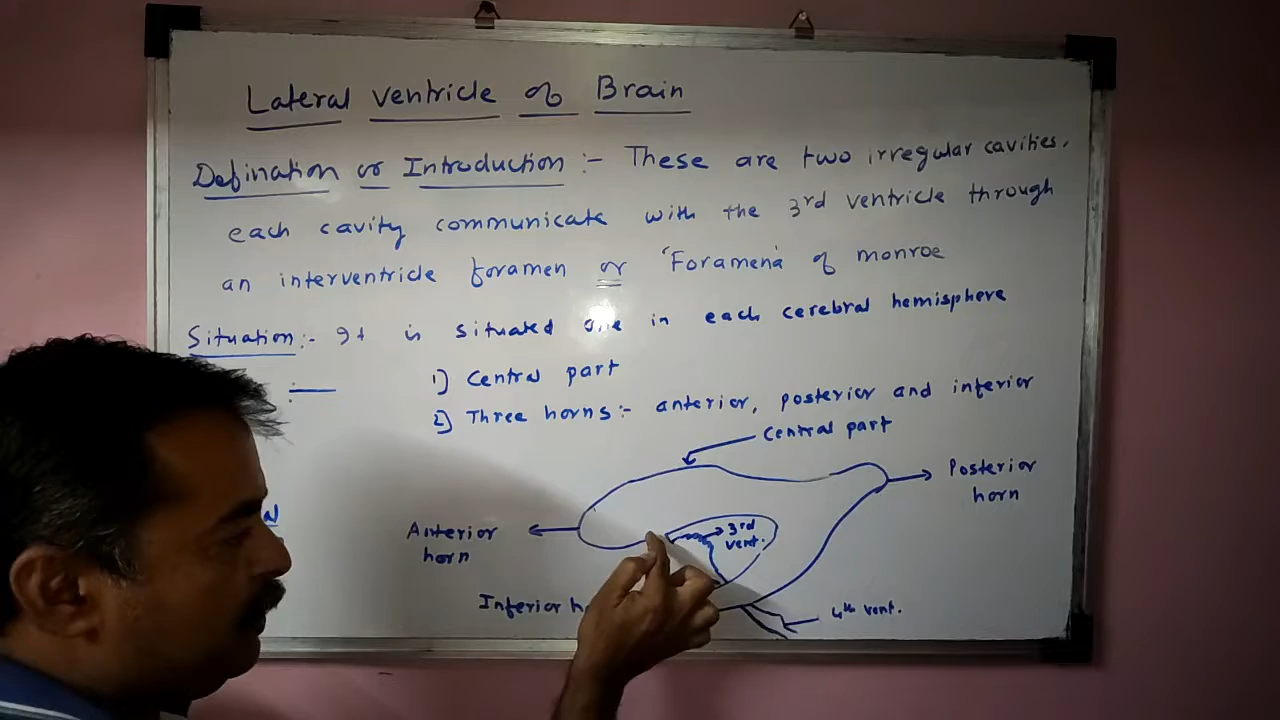 Lateral ventricle of Brain
Defination or Introduction :- These are two irregular cavities,
each cavity communicate with the 3rd ventricle through
an interventricle foramen or 'Foramena' of monroe
Situation :- It is situated one in each cerebral hemisphere
:—
1) Central part
2) Three horns :- anterior, posterior and inferior
Central part
Posterior
horn
Anterior
horn
3rd
vent.
Inferior
4th vent.